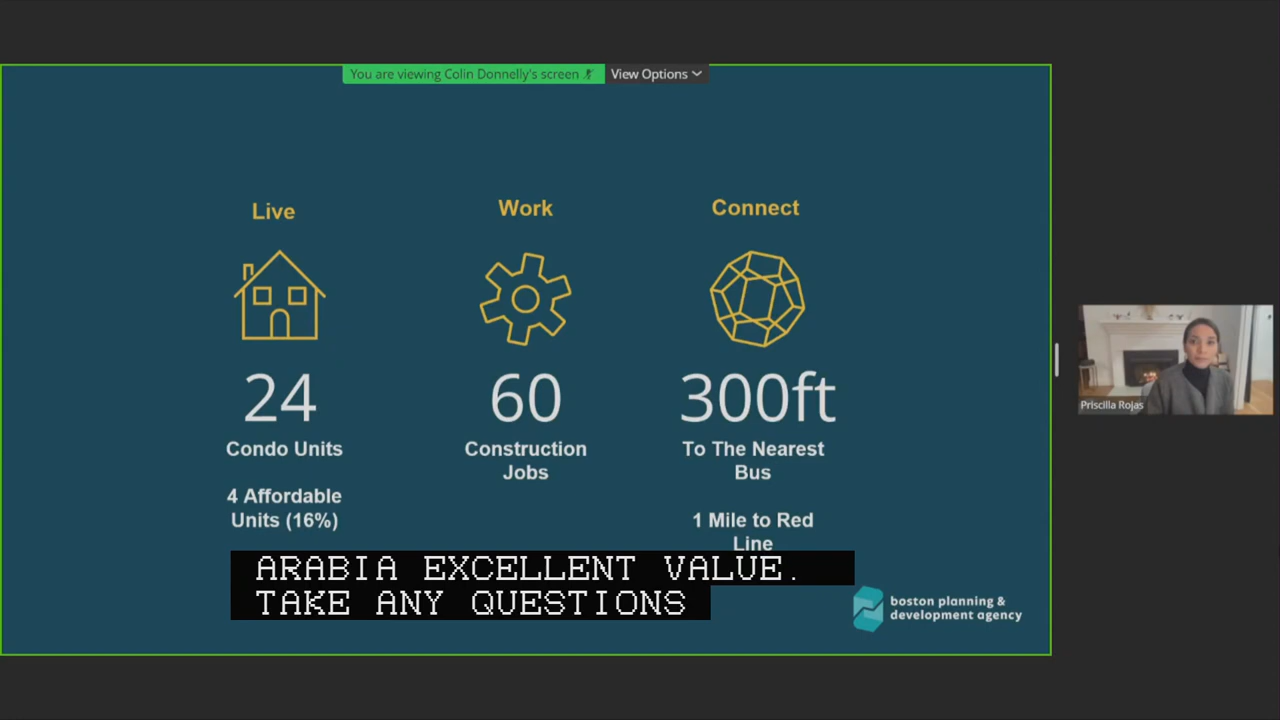 You are viewing Colin Donnelly's screen
View Options
Live
Work
Connect
24
60
300ft
Condo Units
Construction
Jobs
To The Nearest
Bus
4 Affordable
Units (16%)
1 Mile to Red
Line
ARABIA EXCELLENT VALUE.
TAKE ANY QUESTIONS
boston planning &
development agency
Priscilla Rojas